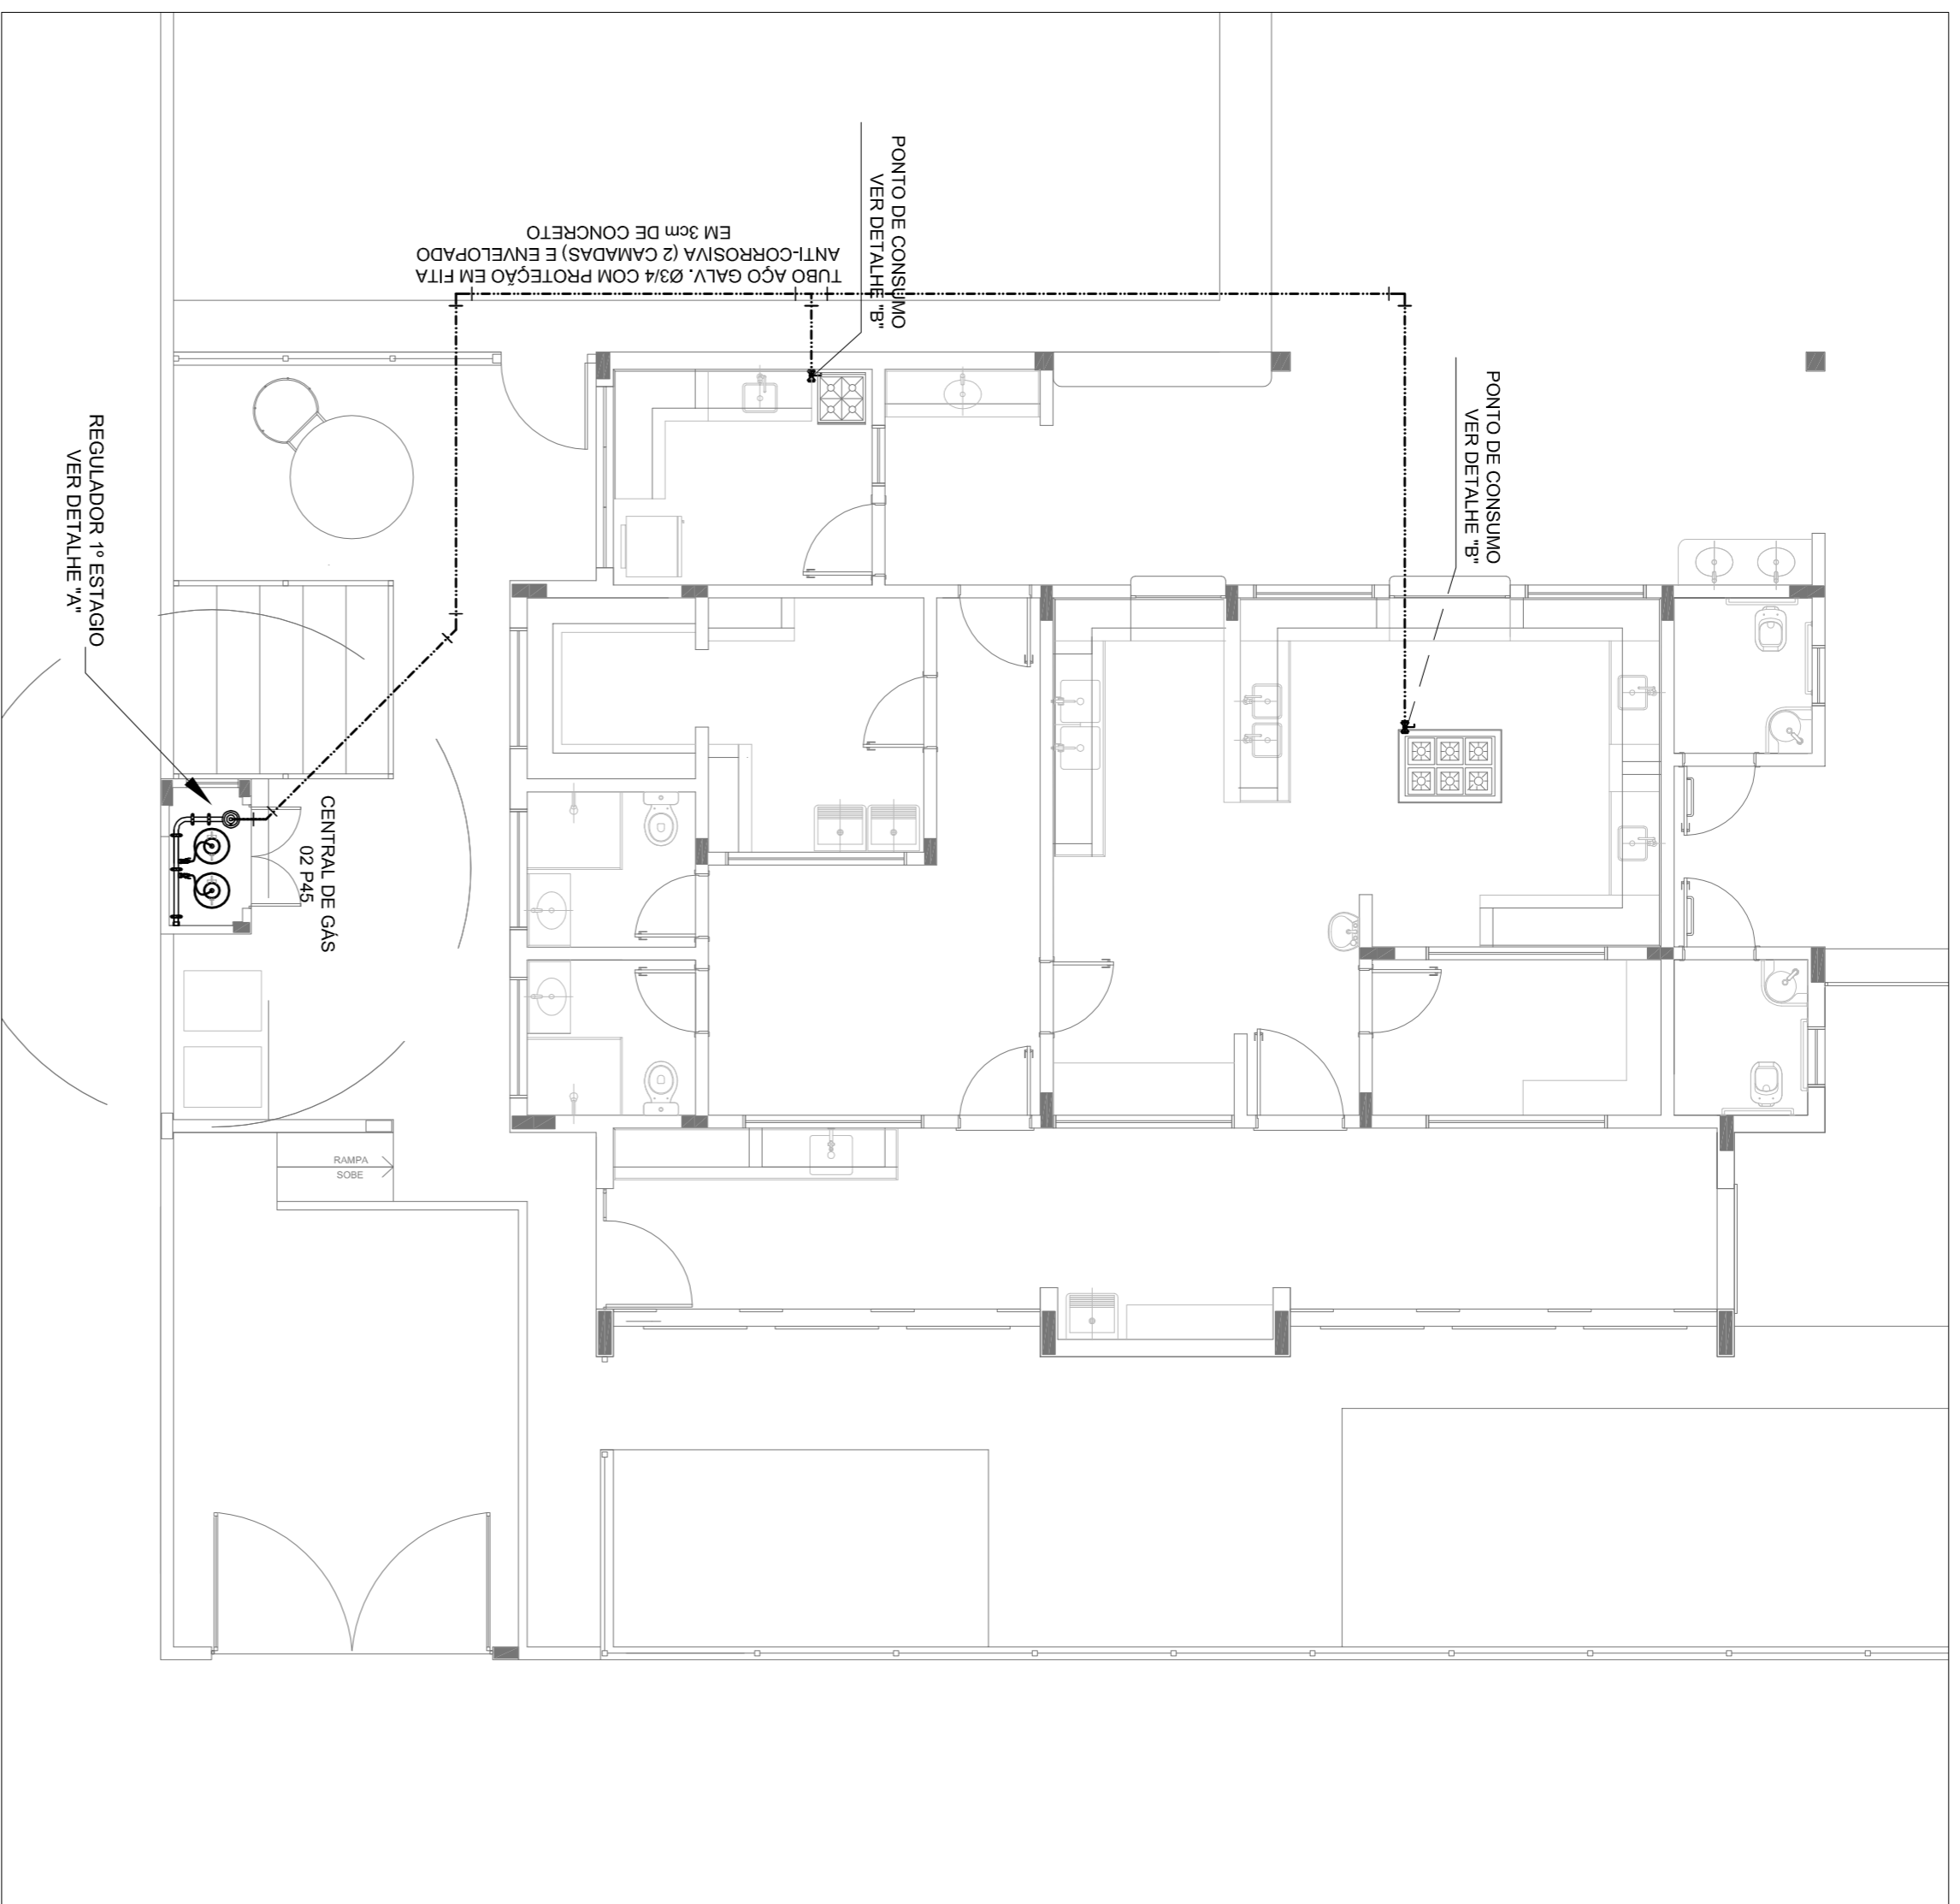 PONTO DE CONSUMO
VER DETALHE "B"
TUBO AÇO GALV. Ø3/4 COM PROTEÇÃO EM FITA
ANTI-CORROSIVA (2 CAMADAS) E ENVELOPADO
EM 3cm DE CONCRETO
PONTO DE CONSUMO
VER DETALHE "B"
REGULADOR 1º ESTAGIO
VER DETALHE "A"
CENTRAL DE GÁS
02 P45
RAMPA
SOBE